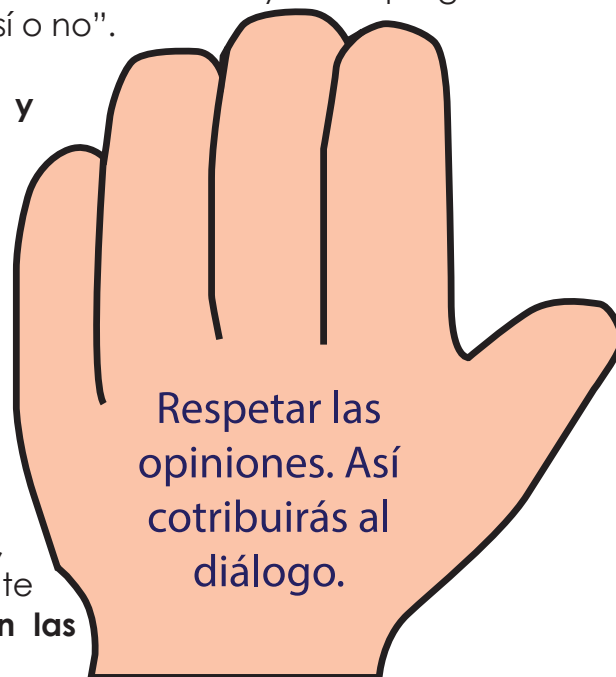 sí o no”.
y
Respetar las
opiniones. Así
cotribuirás al
diálogo.
te
n las